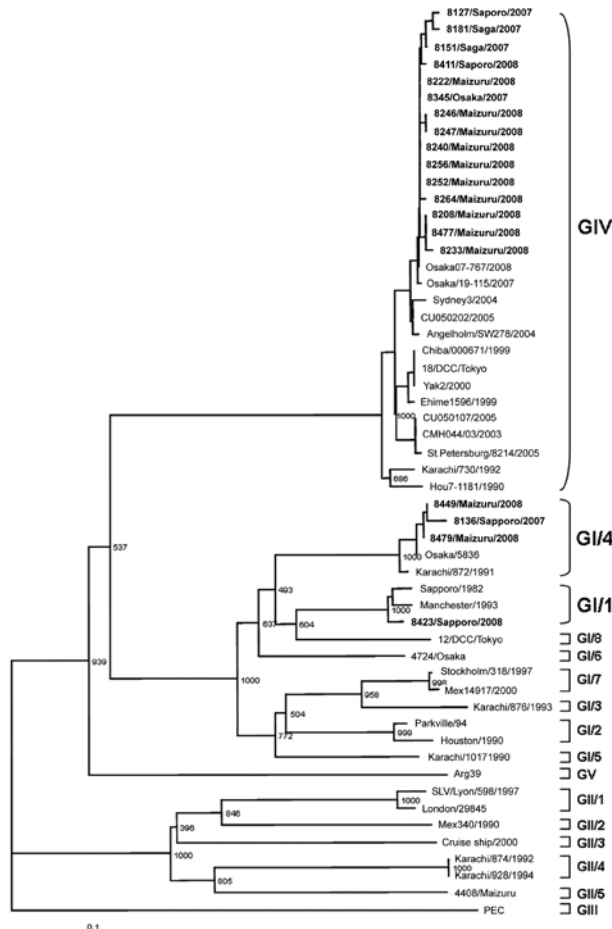 8127/Saporo/2007
8181/Saga/2007
8151/Saga/2007
8411/Saporo/2008
8222/Maizuru/2008
8345/Osaka/2007
8246/Maizuru/2008
8247/Maizuru/2008
8240/Maizuru/2008
8256/Maizuru/2008
8252/Maizuru/2008
8264/Maizuru/2008
8208/Maizuru/2008
8477/Maizuru/2008
8233/Maizuru/2008
Osaka07-767/2008
Osaka/19-115/2007
Sydney3/2004
CU050202/2005
Angelholm/SW278/2004
Chiba/000671/1999
18/DCC/Tokyo
Yak2/2000
Ehime1596/1999
1000
CU050107/2005
CMH044/03/2003
St.Petersburg/8214/2005
Karachi/730/1992
686
Hou7-1181/1990
GIV
8449/Maizuru/2008
8136/Sapporo/2007
8479/Maizuru/2008
1000
Osaka/5836
Karachi/872/1991
GI/4
537
493
Sapporo/1982
Manchester/1993
1000
8423/Sapporo/2008
GI/1
637
604
12/DCC/Tokyo
GI/8
4724/Osaka
GI/6
939
1000
Stockholm/318/1997
Mex14917/2000
GI/7
958
Karachi/876/1993
GI/3
504
Parkville/94
999
Houston/1990
GI/2
772
Karachi/10171990
GI/5
Arg39
GV
SLV/Lyon/598/1997
1000
London/29845
GII/1
846
Mex340/1990
GII/2
396
Cruise ship/2000
GII/3
1000
Karachi/874/1992
1000
Karachi/928/1994
GII/4
805
4408/Maizuru
GII/5
PEC
GIII
0.1